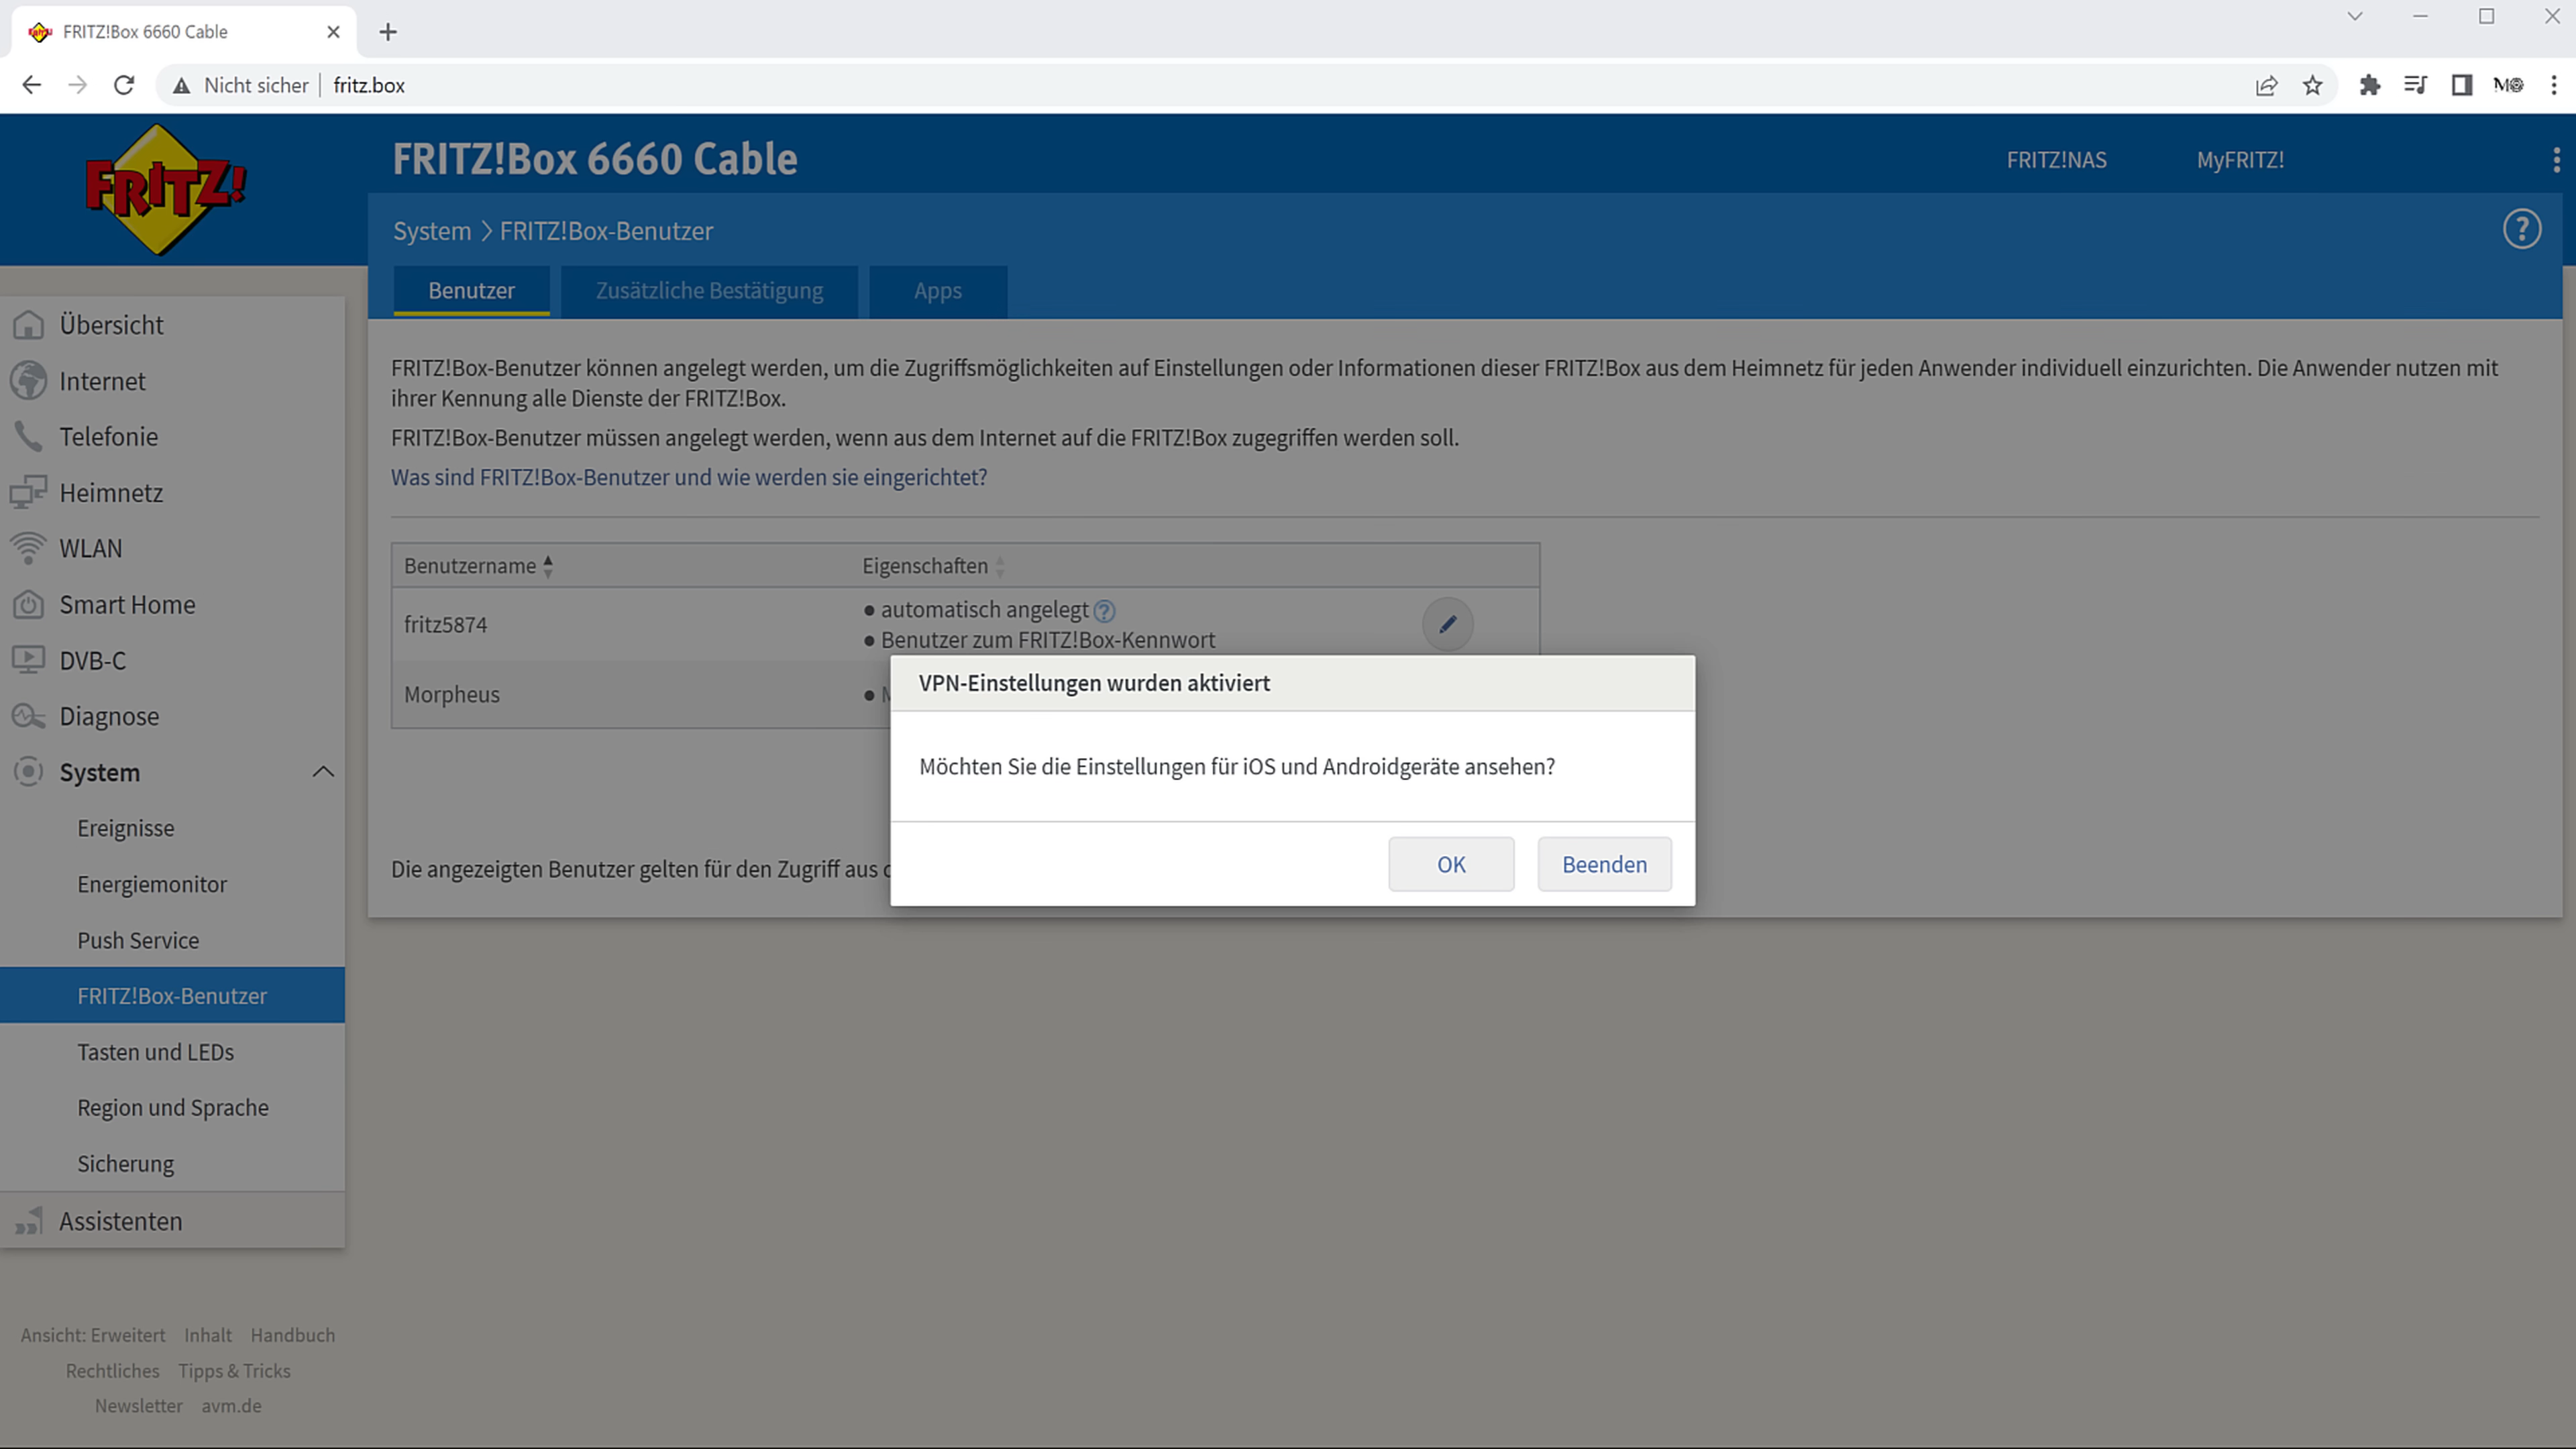 FRITZ!Box 6660 Cable
Nicht sicher fritz.box
FRITZ!
FRITZ!Box 6660 Cable
FRITZ!NAS MyFRITZ!
System > FRITZ!Box-Benutzer
Benutzer Zusätzliche Bestätigung Apps
Übersicht
Internet
Telefonie
Heimnetz
WLAN
Smart Home
DVB-C
Diagnose
System
Ereignisse
Energiemonitor
Push Service
FRITZ!Box-Benutzer
Tasten und LEDs
Region und Sprache
Sicherung
Assistenten
Ansicht: Erweitert Inhalt Handbuch
Rechtliches Tipps & Tricks
Newsletter avm.de
FRITZ!Box-Benutzer können angelegt werden, um die Zugriffsmöglichkeiten auf Einstellungen oder Informationen dieser FRITZ!Box aus dem Heimnetz für jeden Anwender individuell einzurichten. Die Anwender nutzen mit
ihrer Kennung alle Dienste der FRITZ!Box.
FRITZ!Box-Benutzer müssen angelegt werden, wenn aus dem Internet auf die FRITZ!Box zugegriffen werden soll.
Was sind FRITZ!Box-Benutzer und wie werden sie eingerichtet?
Benutzername Eigenschaften
fritz5874
• automatisch angelegt
• Benutzer zum FRITZ!Box-Kennwort
Morpheus
Die angezeigten Benutzer gelten für den Zugriff aus
VPN-Einstellungen wurden aktiviert
Möchten Sie die Einstellungen für iOS und Androidgeräte ansehen?
OK Beenden